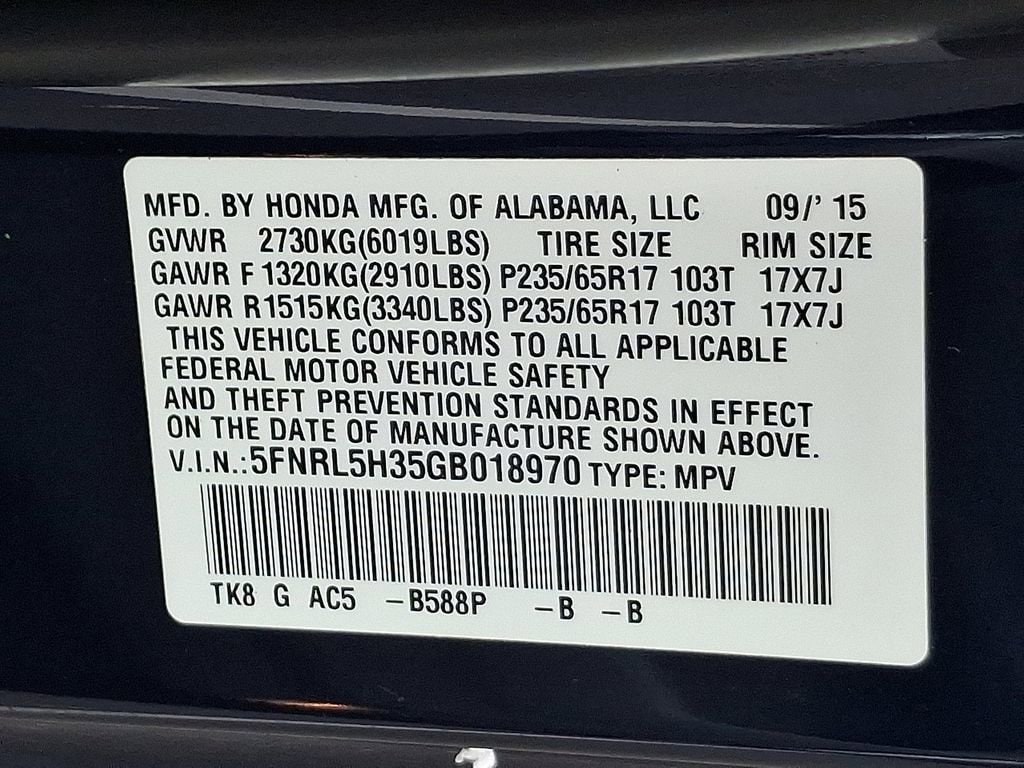 MFD. BY HONDA MFG. OF ALABAMA, LLC 09/' 15
GVWR 2730KG(6019LBS) TIRE SIZE RIM SIZE
GAWR F 1320KG(2910LBS) P235/65R17 103T 17X7J
GAWR R1515KG(3340LBS) P235/65R17 103T 17X7J
THIS VEHICLE CONFORMS TO ALL APPLICABLE
FEDERAL MOTOR VEHICLE SAFETY
AND THEFT PREVENTION STANDARDS IN EFFECT
ON THE DATE OF MANUFACTURE SHOWN ABOVE.
V.I.N.:5FNRL5H35GB018970 TYPE: MPV
TK8 G AC5 -B588P -B -B